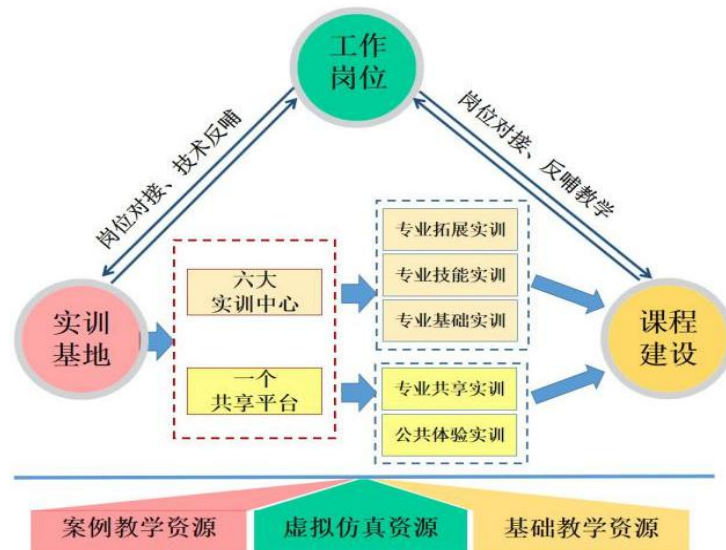 工作
岗位
岗位对接、技术反哺
岗位对接、反哺教学
专业拓展实训
六大
实训中心
专业技能实训
专业基础实训
实训
基地
课程
建设
一个
共享平台
专业共享实训
公共体验实训
案例教学资源
虚拟仿真资源
基础教学资源